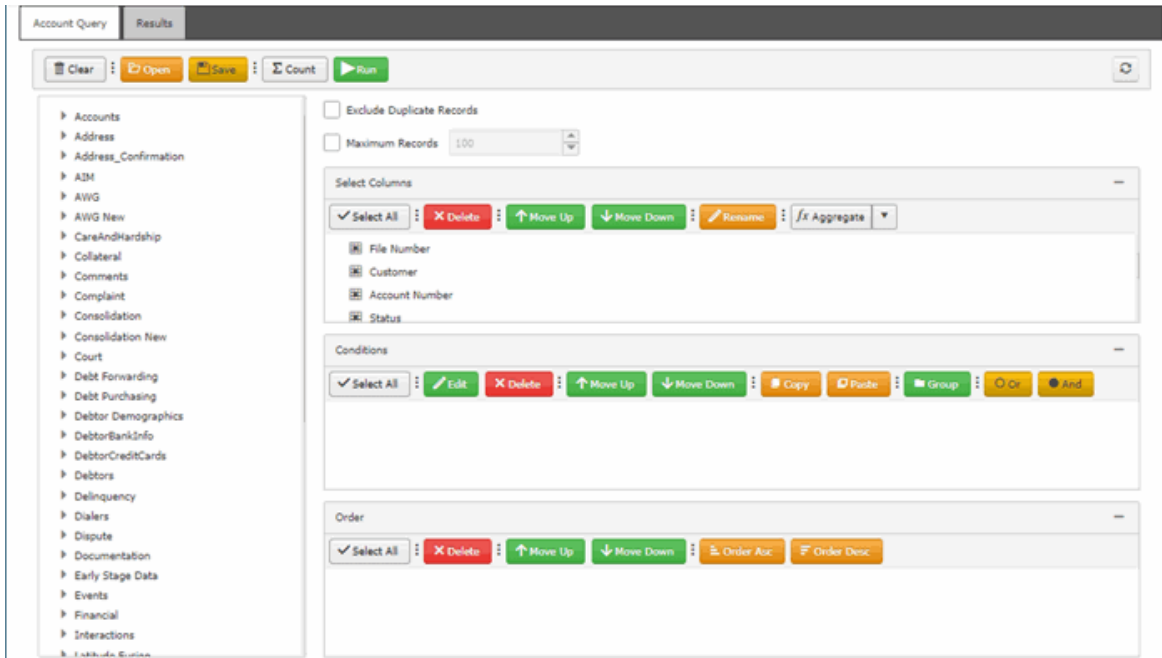 Account Query Results
Clear Open Save Σ Count Run
Accounts
Address
Address_Confirmation
AIM
AWG
AWG New
CareAndHardship
Collateral
Comments
Complaint
Consolidation
Consolidation New
Court
Debt Forwarding
Debt Purchasing
Debtor Demographics
DebtorBankInfo
DebtorCreditCards
Debtors
Delinquency
Dialers
Dispute
Documentation
Early Stage Data
Events
Financial
Interactions
Latitude Fusion
Exclude Duplicate Records
Maximum Records 100
Select Columns
Select All Delete Move Up Move Down Rename fx Aggregate
File Number
Customer
Account Number
Status
Conditions
Select All Edit Delete Move Up Move Down Copy Paste Group Or And
Order
Select All Delete Move Up Move Down Order Asc Order Desc